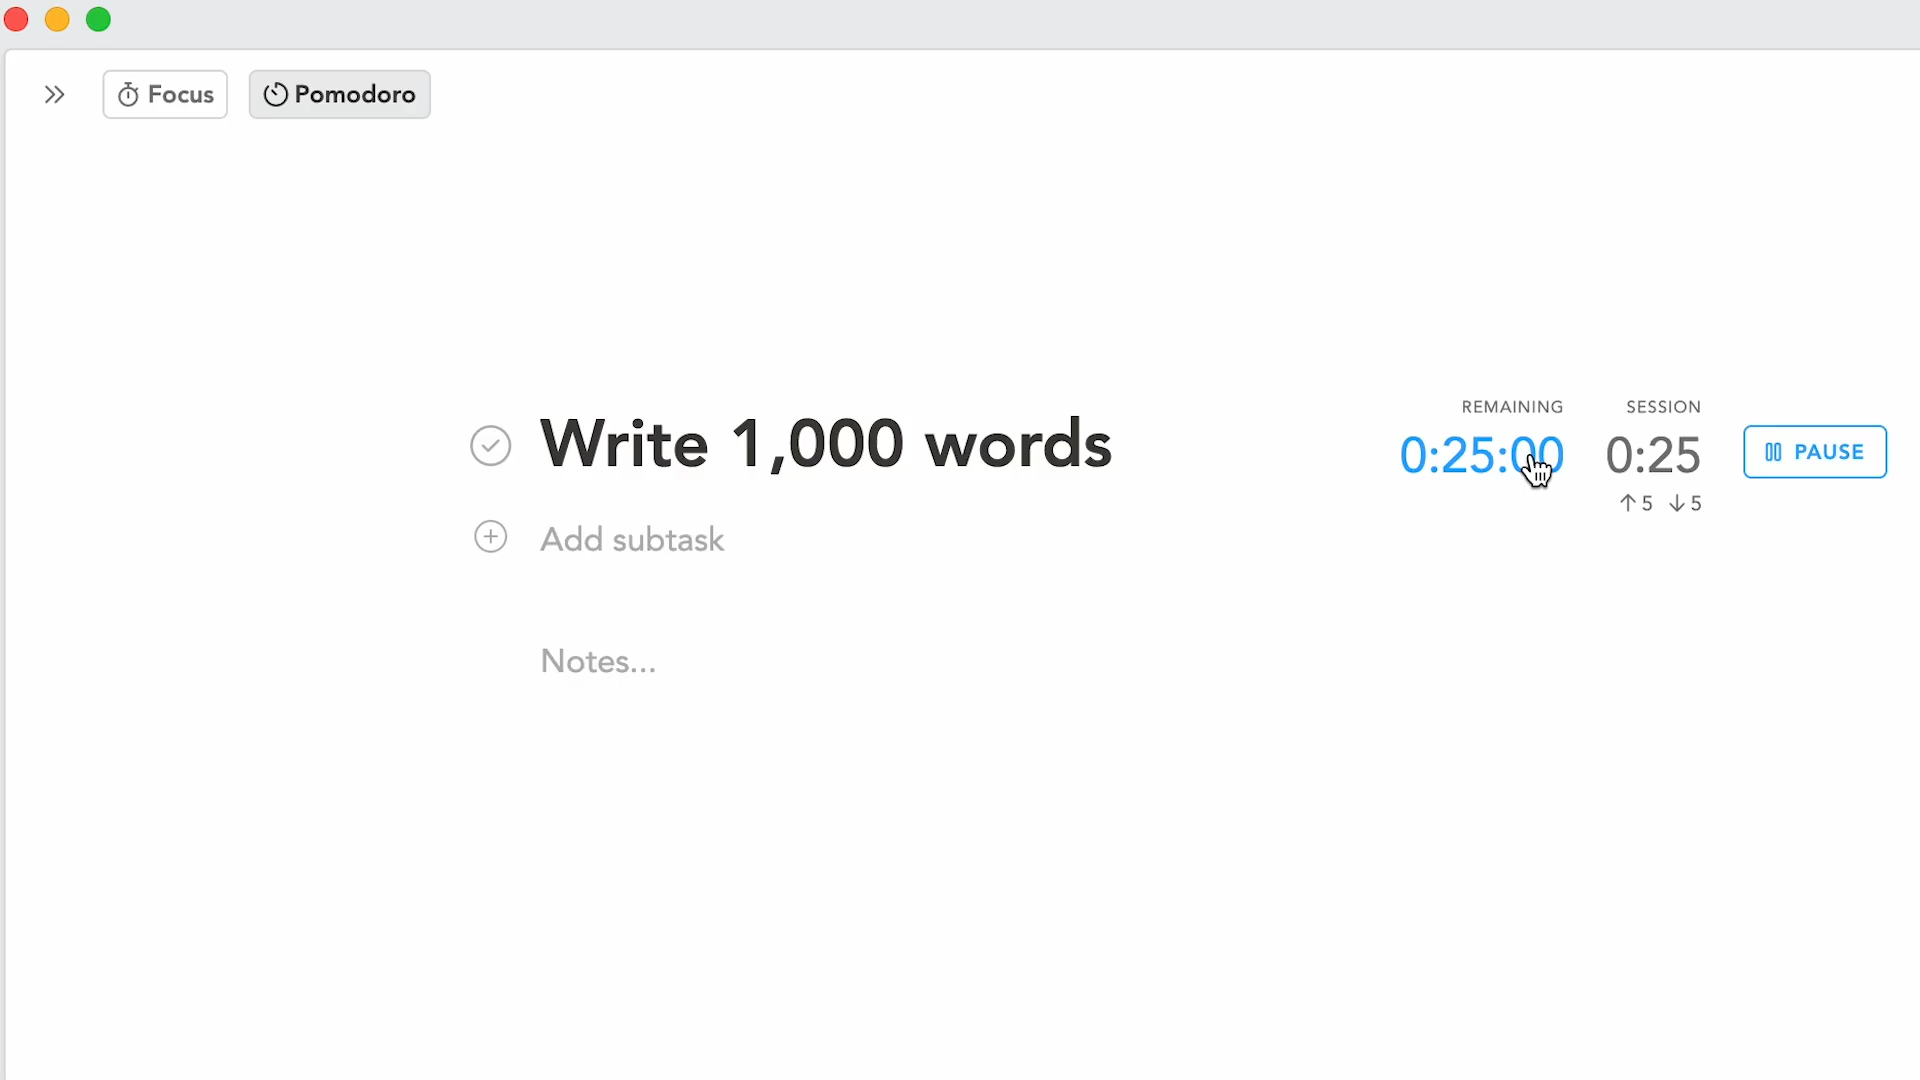 Focus Pomodoro
REMAINING SESSION
Write 1,000 words 0:25:00 0:25 PAUSE
↑5 ↓5
Add subtask
Notes...